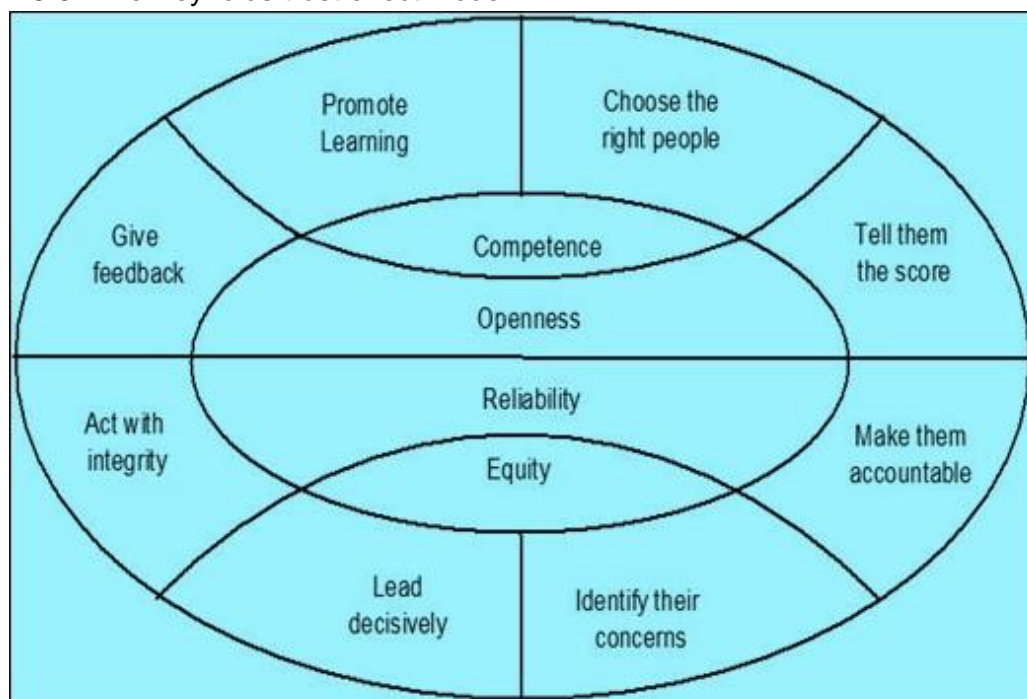 Promote
Learning
Choose the
right people
Give
feedback
Competence
Tell them
the score
Openness
Act with
integrity
Reliability
Make them
accountable
Equity
Lead
decisively
Identify their
concerns